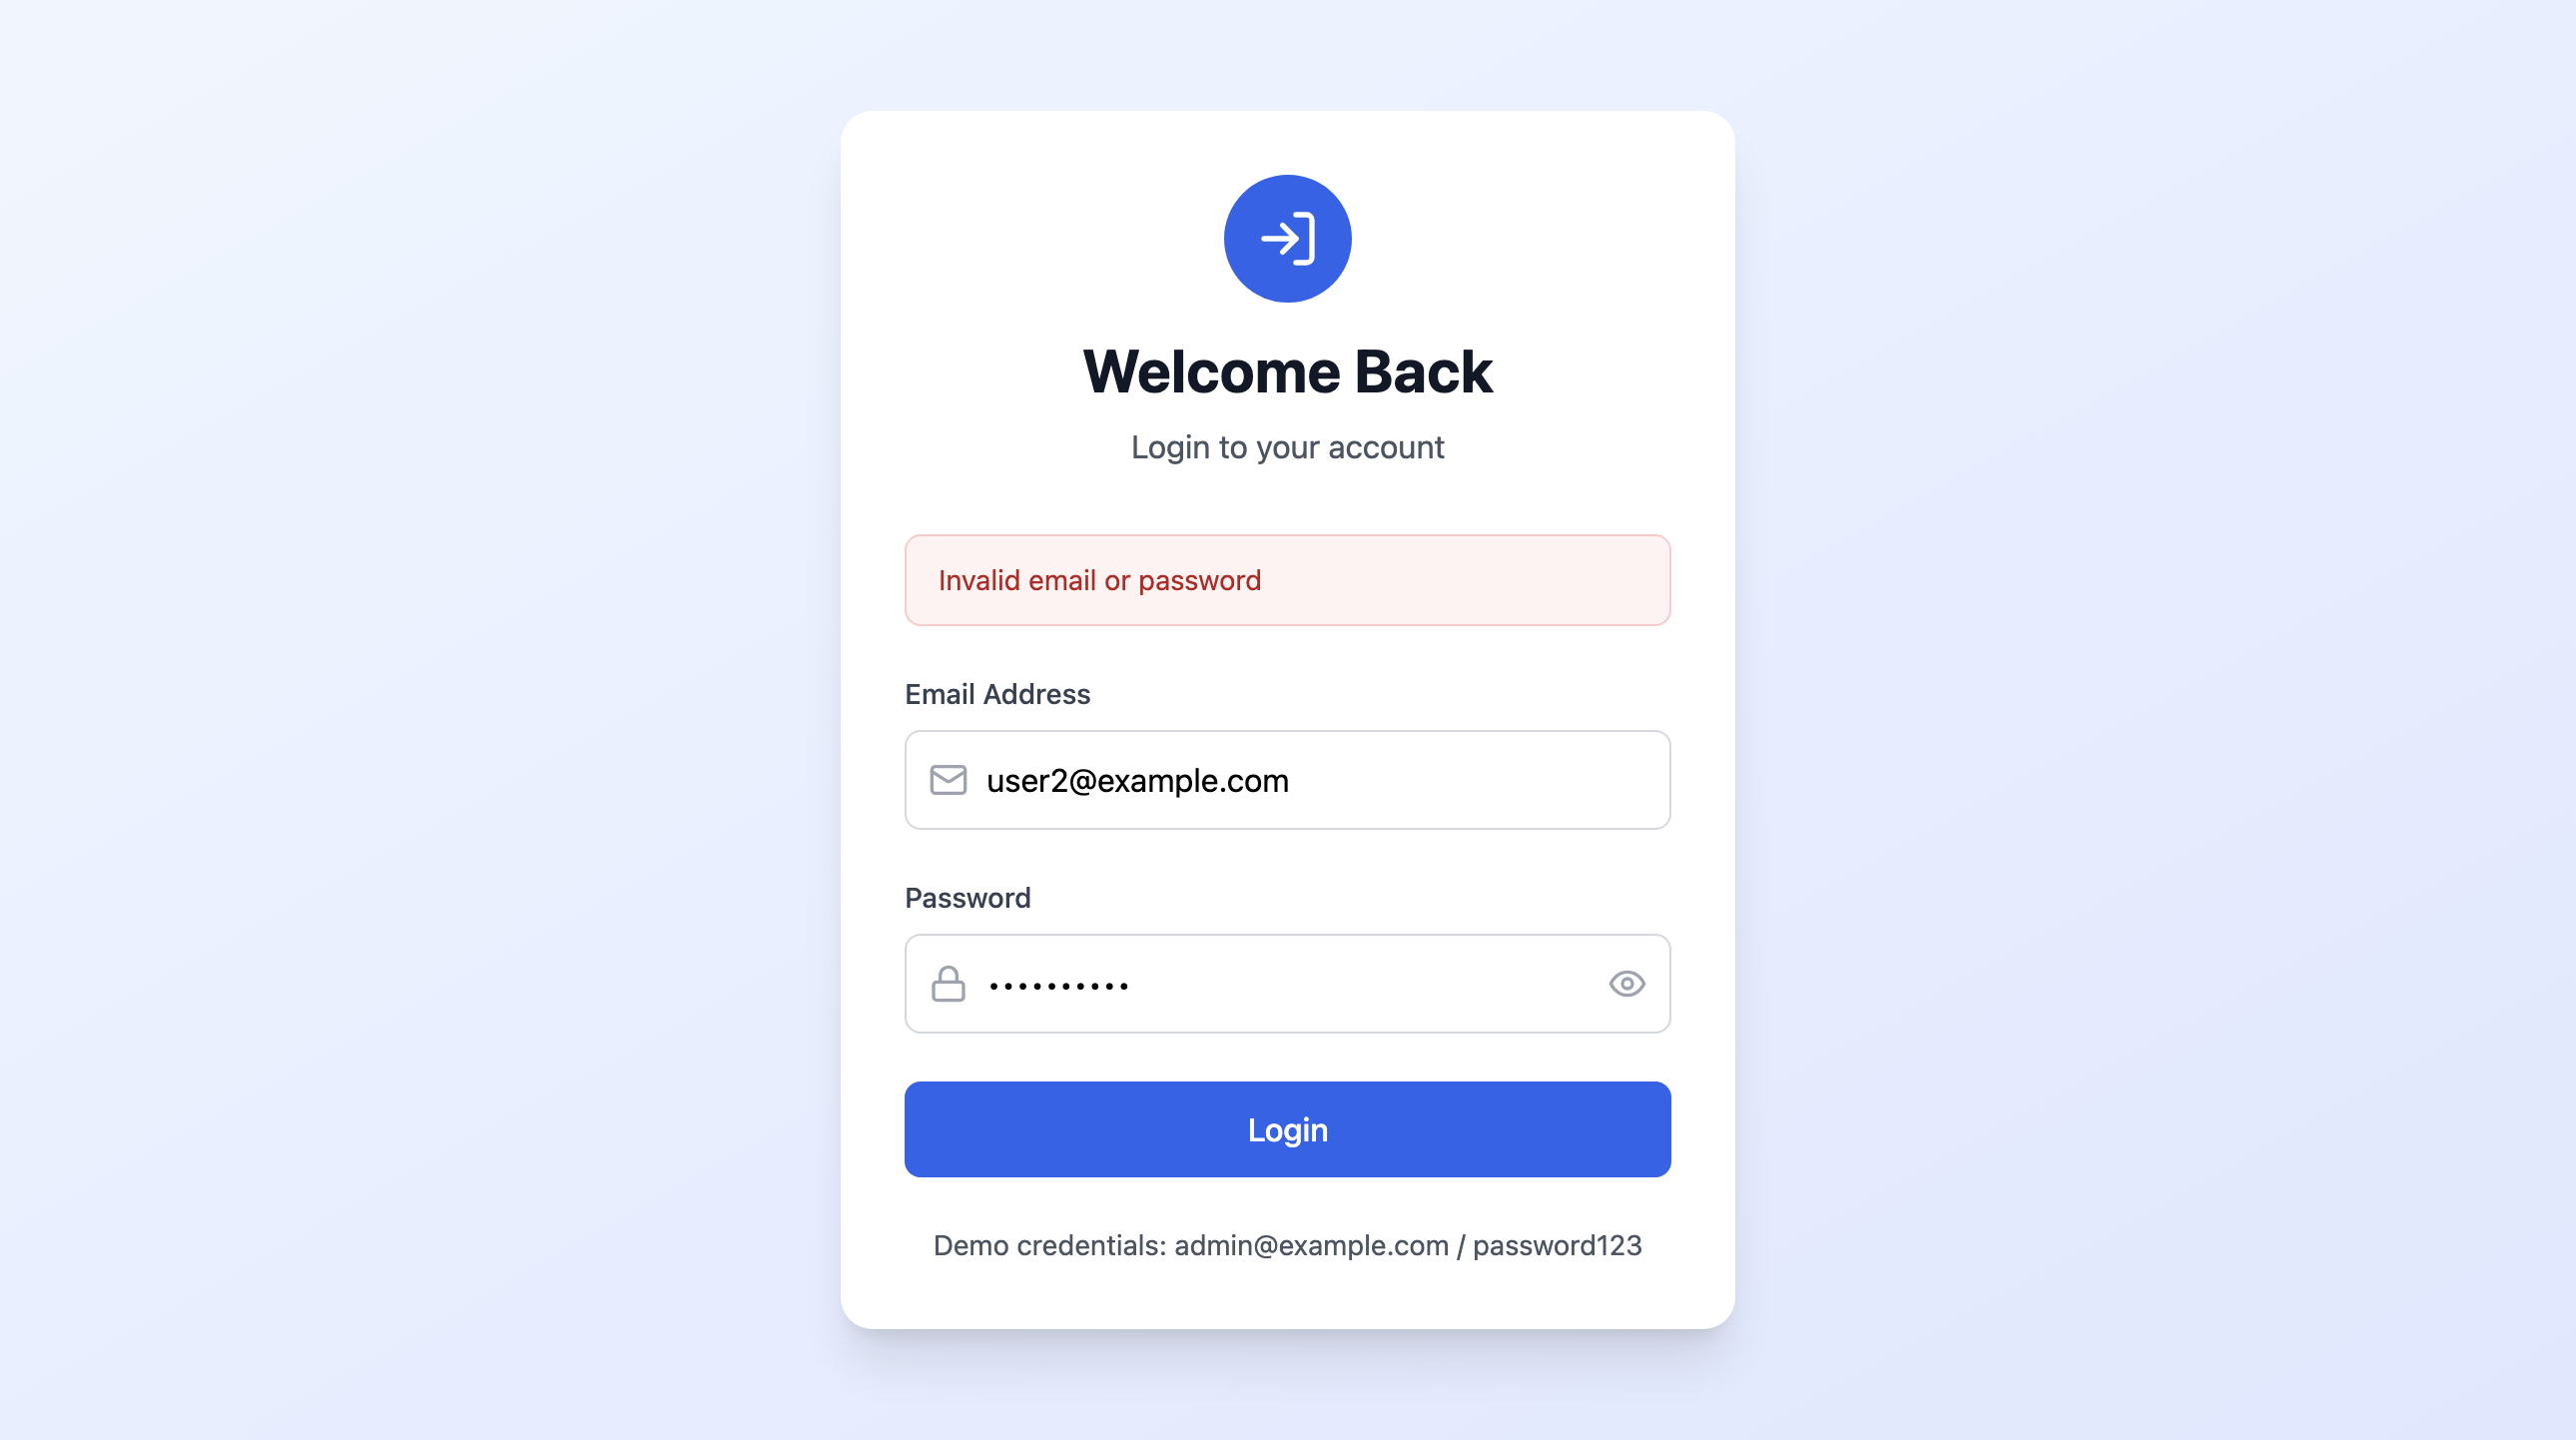 Welcome Back
Login to your account
Invalid email or password
Email Address
user2@example.com
Password
••••••••••
Login
Demo credentials: admin@example.com / password123